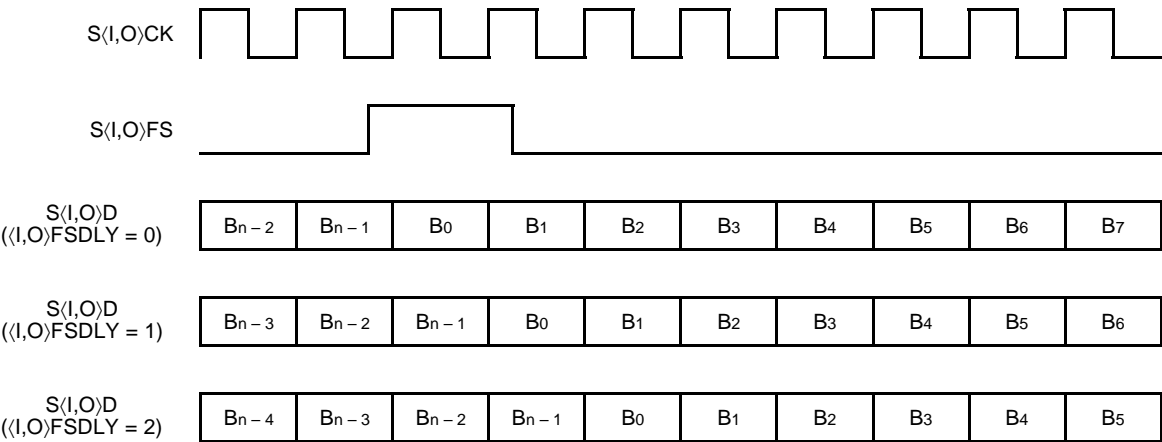 S⟨I,O⟩CK
S⟨I,O⟩FS
S⟨I,O⟩D
(⟨I,O⟩FSDLY = 0)
Bn – 2 Bn – 1 B0 B1 B2 B3 B4 B5 B6 B7
S⟨I,O⟩D
(⟨I,O⟩FSDLY = 1)
Bn – 3 Bn – 2 Bn – 1 B0 B1 B2 B3 B4 B5 B6
S⟨I,O⟩D
(⟨I,O⟩FSDLY = 2)
Bn – 4 Bn – 3 Bn – 2 Bn – 1 B0 B1 B2 B3 B4 B5